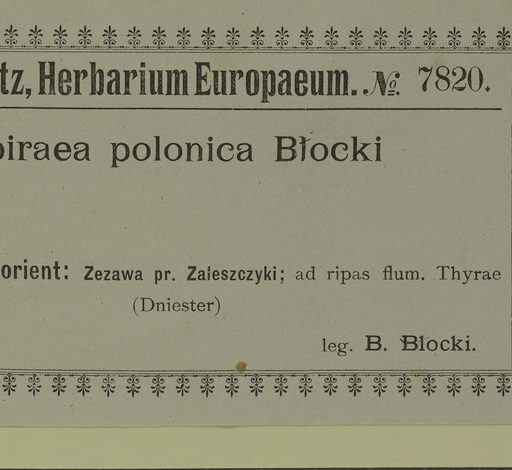 tz, Herbarium Europaeum. No. 7820.
piraea polonica Błocki
orient: Zezawa pr. Zaleszczyki; ad ripas flum. Thyrae
(Dniester)
leg. B. Błocki.